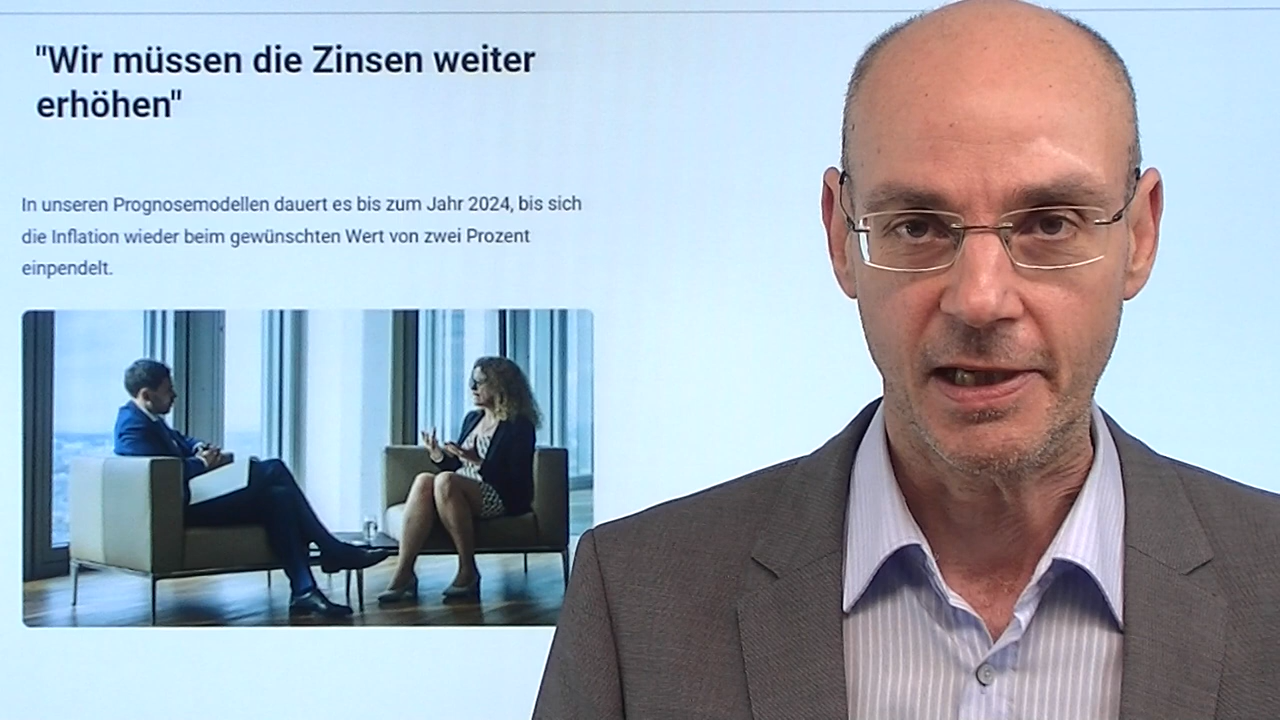 "Wir müssen die Zinsen weiter
erhöhen"
In unseren Prognosemodellen dauert es bis zum Jahr 2024, bis sich
die Inflation wieder beim gewünschten Wert von zwei Prozent
einpendelt.